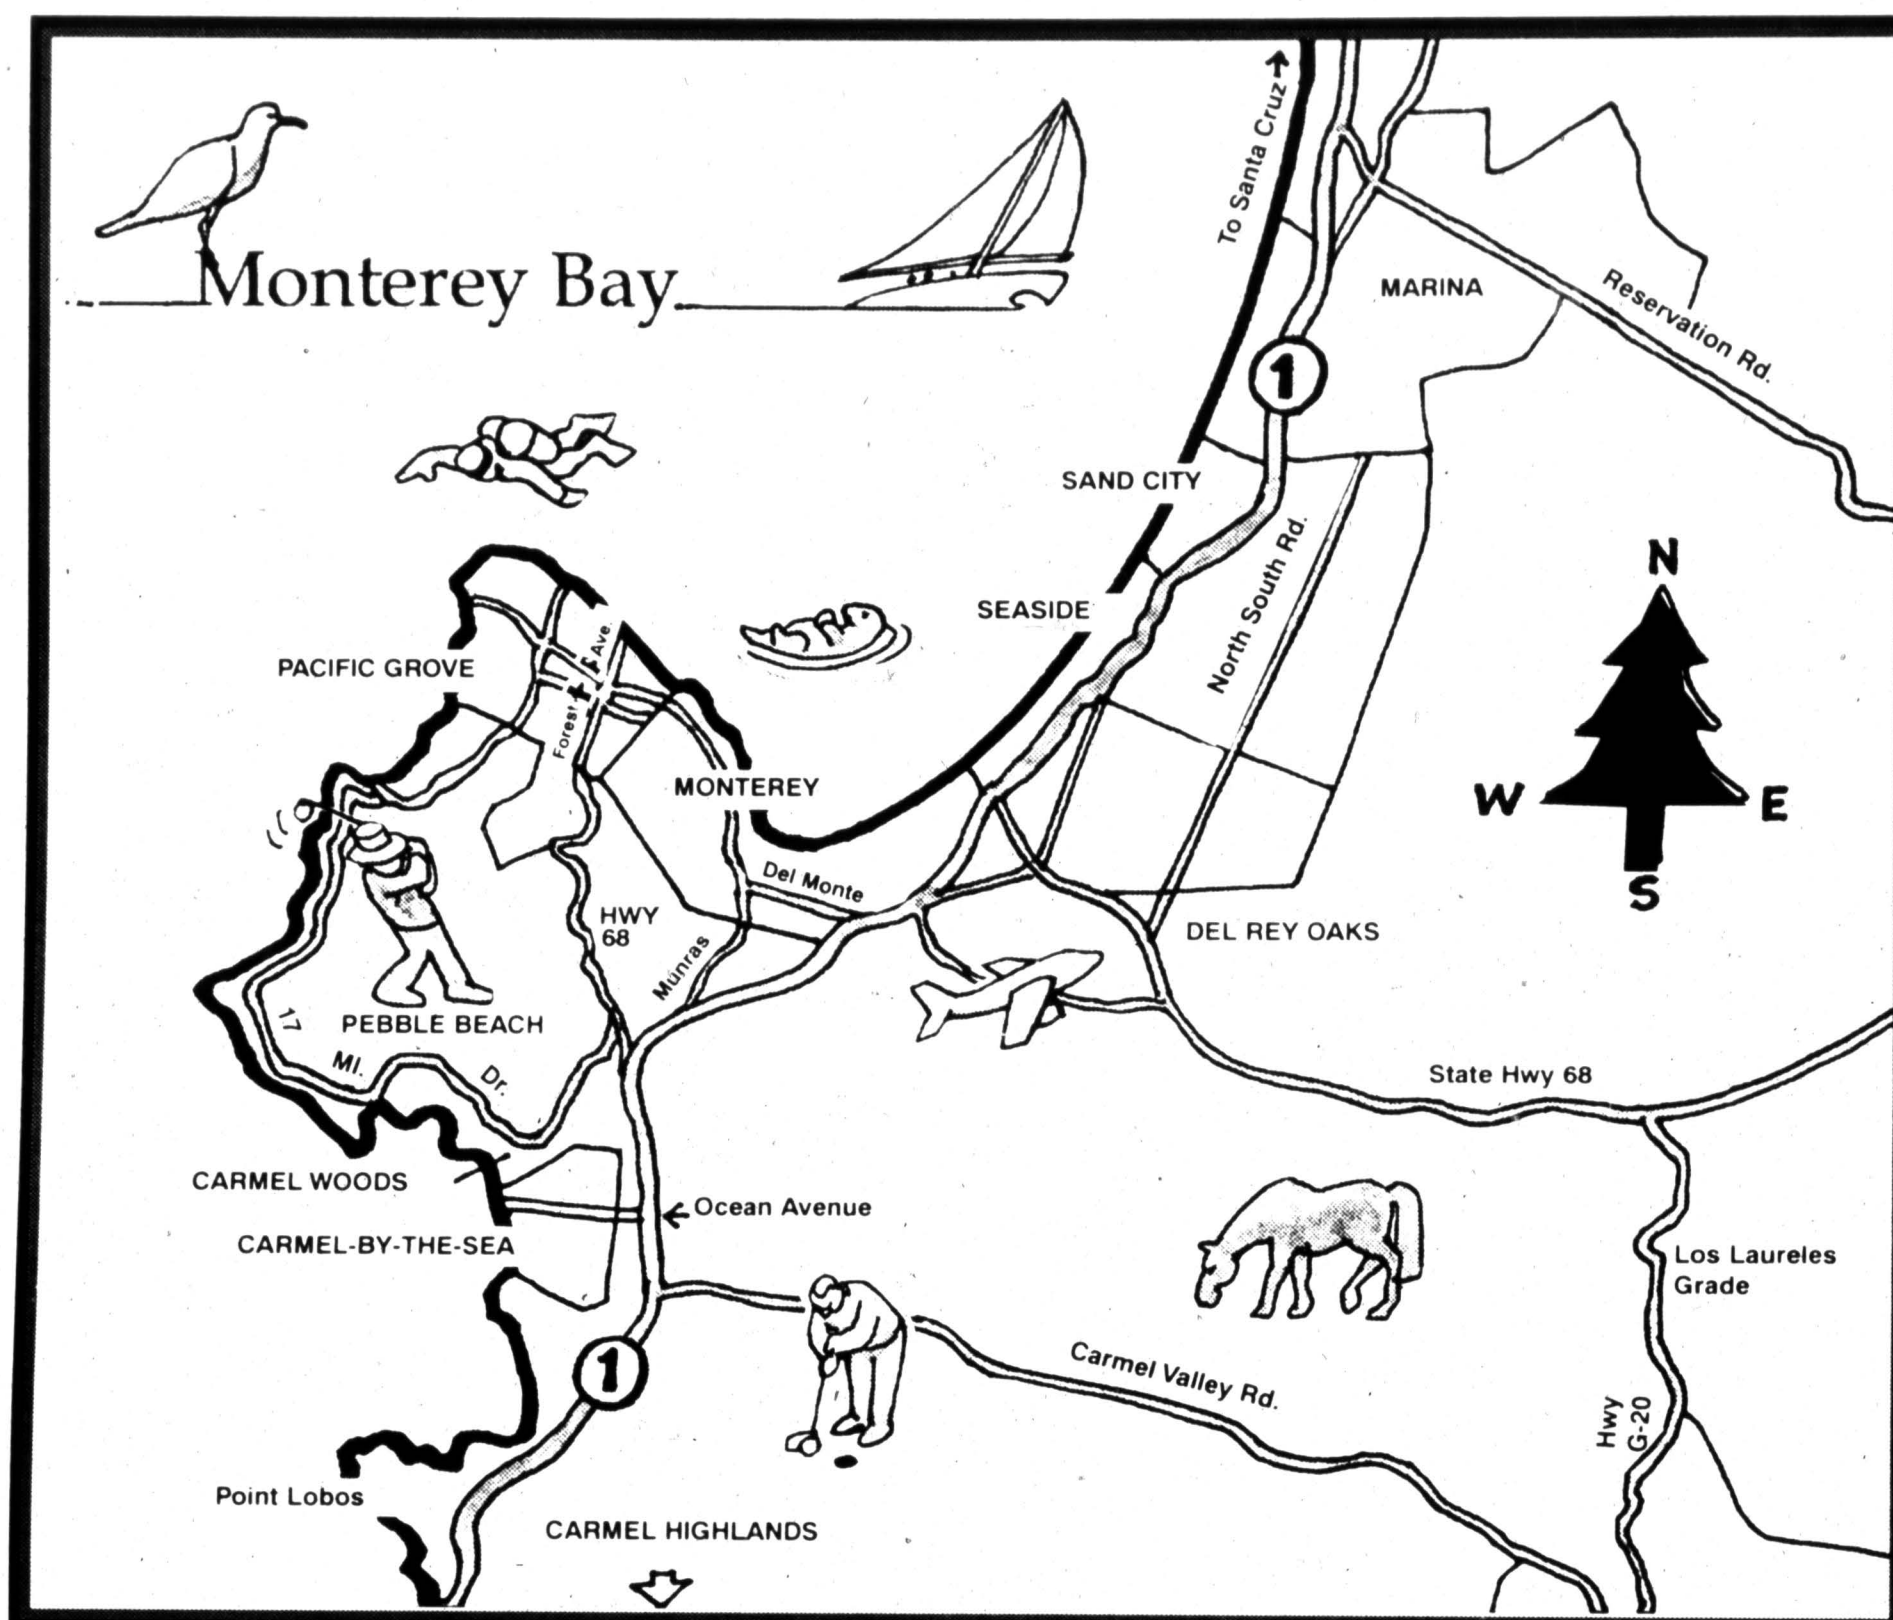 To Santa Cruz
Monterey Bay
MARINA
Reservation Rd.
1
SAND CITY
North South Rd.
N
SEASIDE
PACIFIC GROVE
Forest Ave.
MONTEREY
W
E
S
Del Monte
HWY
68
DEL REY OAKS
Munras
17
PEBBLE BEACH
MI.
Dr.
State Hwy 68
CARMEL WOODS
Ocean Avenue
CARMEL-BY-THE-SEA
Los Laureles
Grade
1
Carmel Valley Rd.
Hwy
G-20
Point Lobos
CARMEL HIGHLANDS